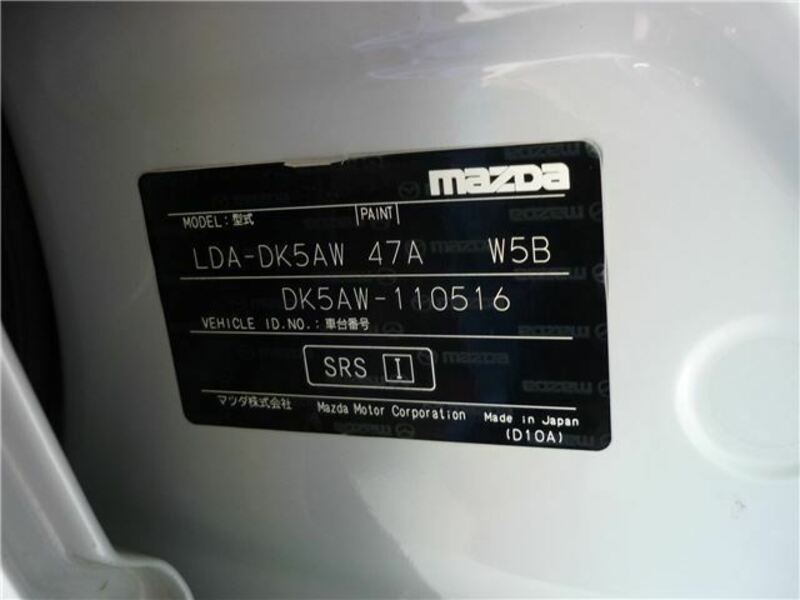 mazda
MODEL:型式 PAINT
LDA-DK5AW 47A W5B
DK5AW-110516
VEHICLE ID.NO.:車台番号
SRS I
マツダ株式会社 Mazda Motor Corporation Made in Japan
(D10A)